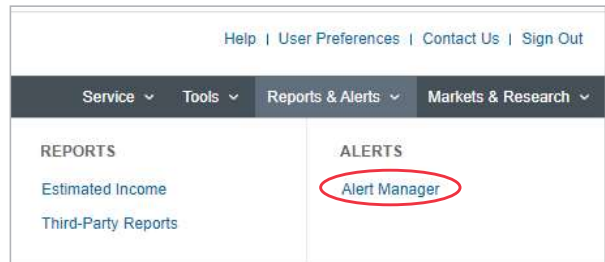 Help | User Preferences | Contact Us | Sign Out
Service Tools Reports & Alerts Markets & Research
REPORTS
Estimated Income
Third-Party Reports
ALERTS
Alert Manager